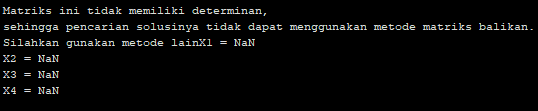 Matriks ini tidak memiliki determinan,
sehingga pencarian solusinya tidak dapat menggunakan metode matriks balikan.
Silahkan gunakan metode lainX1 = NaN
X2 = NaN
X3 = NaN
X4 = NaN